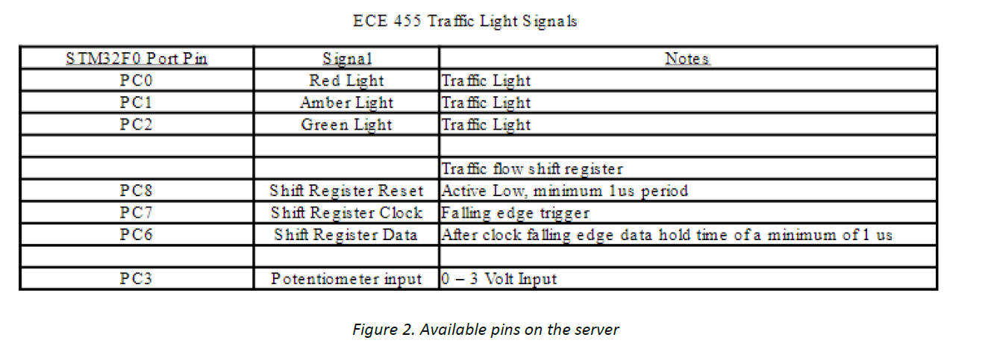 ECE 455 Traffic Light Signals
STM32F0 Port Pin Signal Notes
PC0 Red Light Traffic Light
PC1 Amber Light Traffic Light
PC2 Green Light Traffic Light
Traffic flow shift register
PC8 Shift Register Reset Active Low, minimum 1us period
PC7 Shift Register Clock Falling edge trigger
PC6 Shift Register Data After clock falling edge data hold time of a minimum of 1 us
PC3 Potentiometer input 0 – 3 Volt Input
Figure 2. Available pins on the server